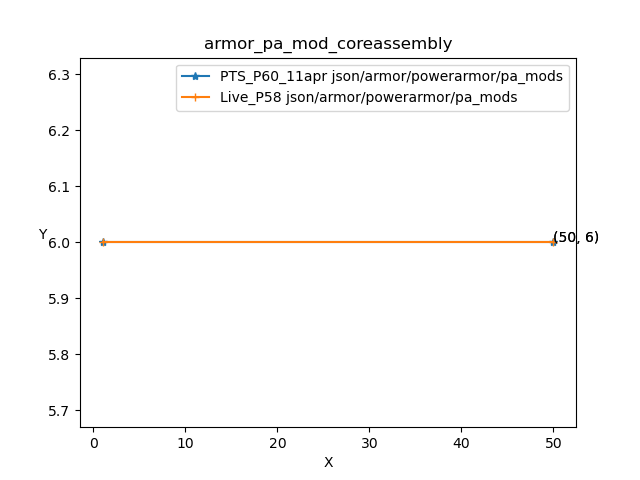 armor_pa_mod_coreassembly
PTS_P60_11apr json/armor/powerarmor/pa_mods
Live_P58 json/armor/powerarmor/pa_mods
6.3
6.2
6.1
Y
6.0
(50, 6)
5.9
5.8
5.7
0 10 20 30 40 50
X